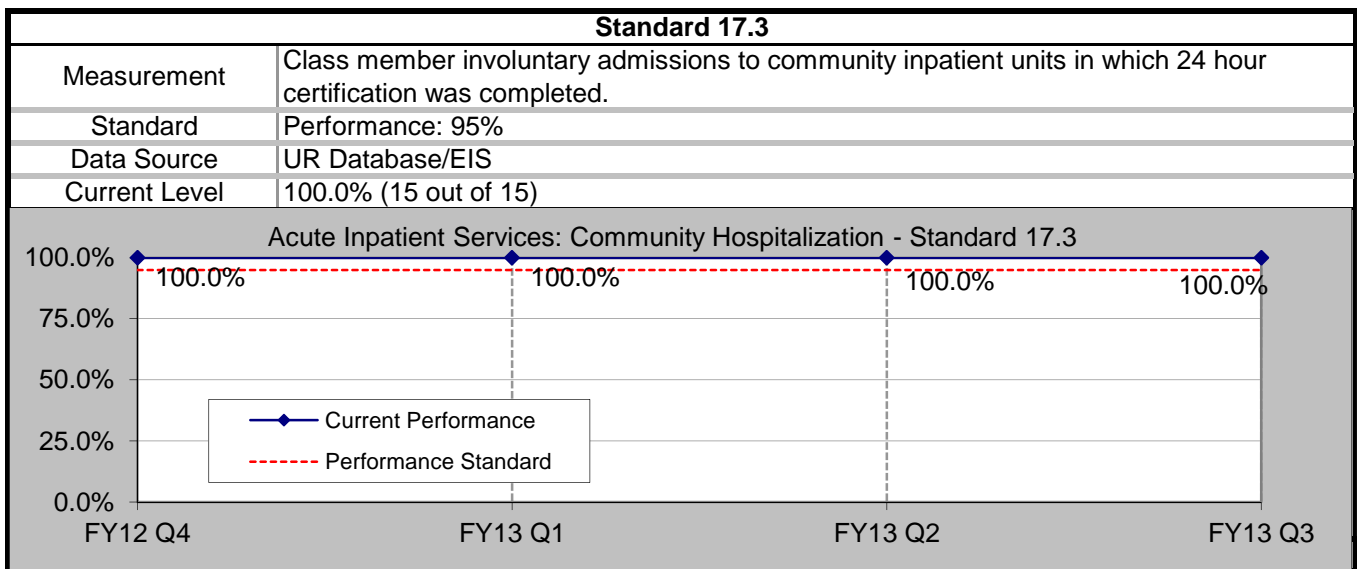 Standard 17.3
Measurement
Class member involuntary admissions to community inpatient units in which 24 hour
certification was completed.
Standard
Performance: 95%
Data Source
UR Database/EIS
Current Level
100.0% (15 out of 15)
Acute Inpatient Services: Community Hospitalization - Standard 17.3
100.0%
100.0% 100.0% 100.0% 100.0%
75.0%
50.0%
25.0%
0.0%
Current Performance
Performance Standard
FY12 Q4 FY13 Q1 FY13 Q2 FY13 Q3